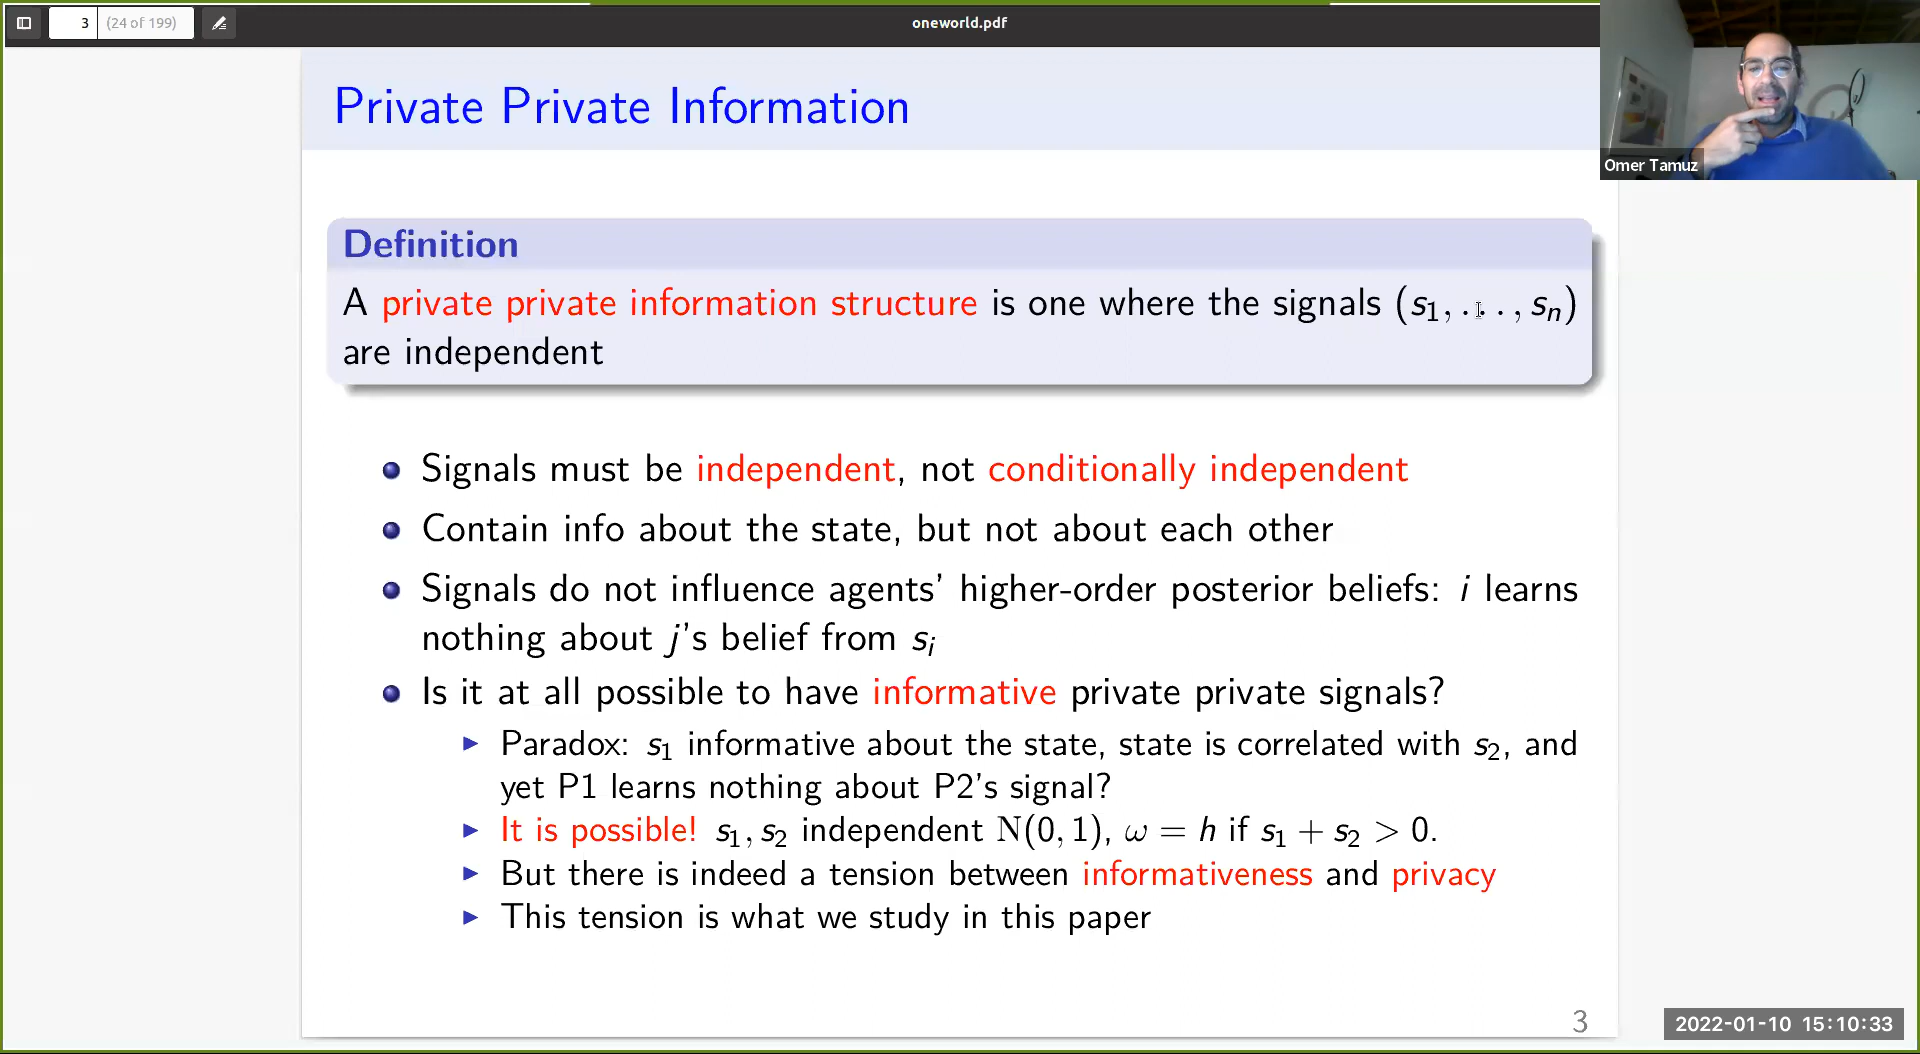 3 (24 of 199)
oneworld.pdf
Omer Tamuz
Private Private Information
Definition
A private private information structure is one where the signals (s₁, . . . , sₙ)
are independent
Signals must be independent, not conditionally independent
Contain info about the state, but not about each other
Signals do not influence agents' higher-order posterior beliefs: i learns
nothing about j's belief from sᵢ
Is it at all possible to have informative private private signals?
Paradox: s₁ informative about the state, state is correlated with s₂, and
yet P1 learns nothing about P2's signal?
It is possible! s₁, s₂ independent N(0, 1), ω = h if s₁ + s₂ > 0.
But there is indeed a tension between informativeness and privacy
This tension is what we study in this paper
3
2022-01-10 15:10:33